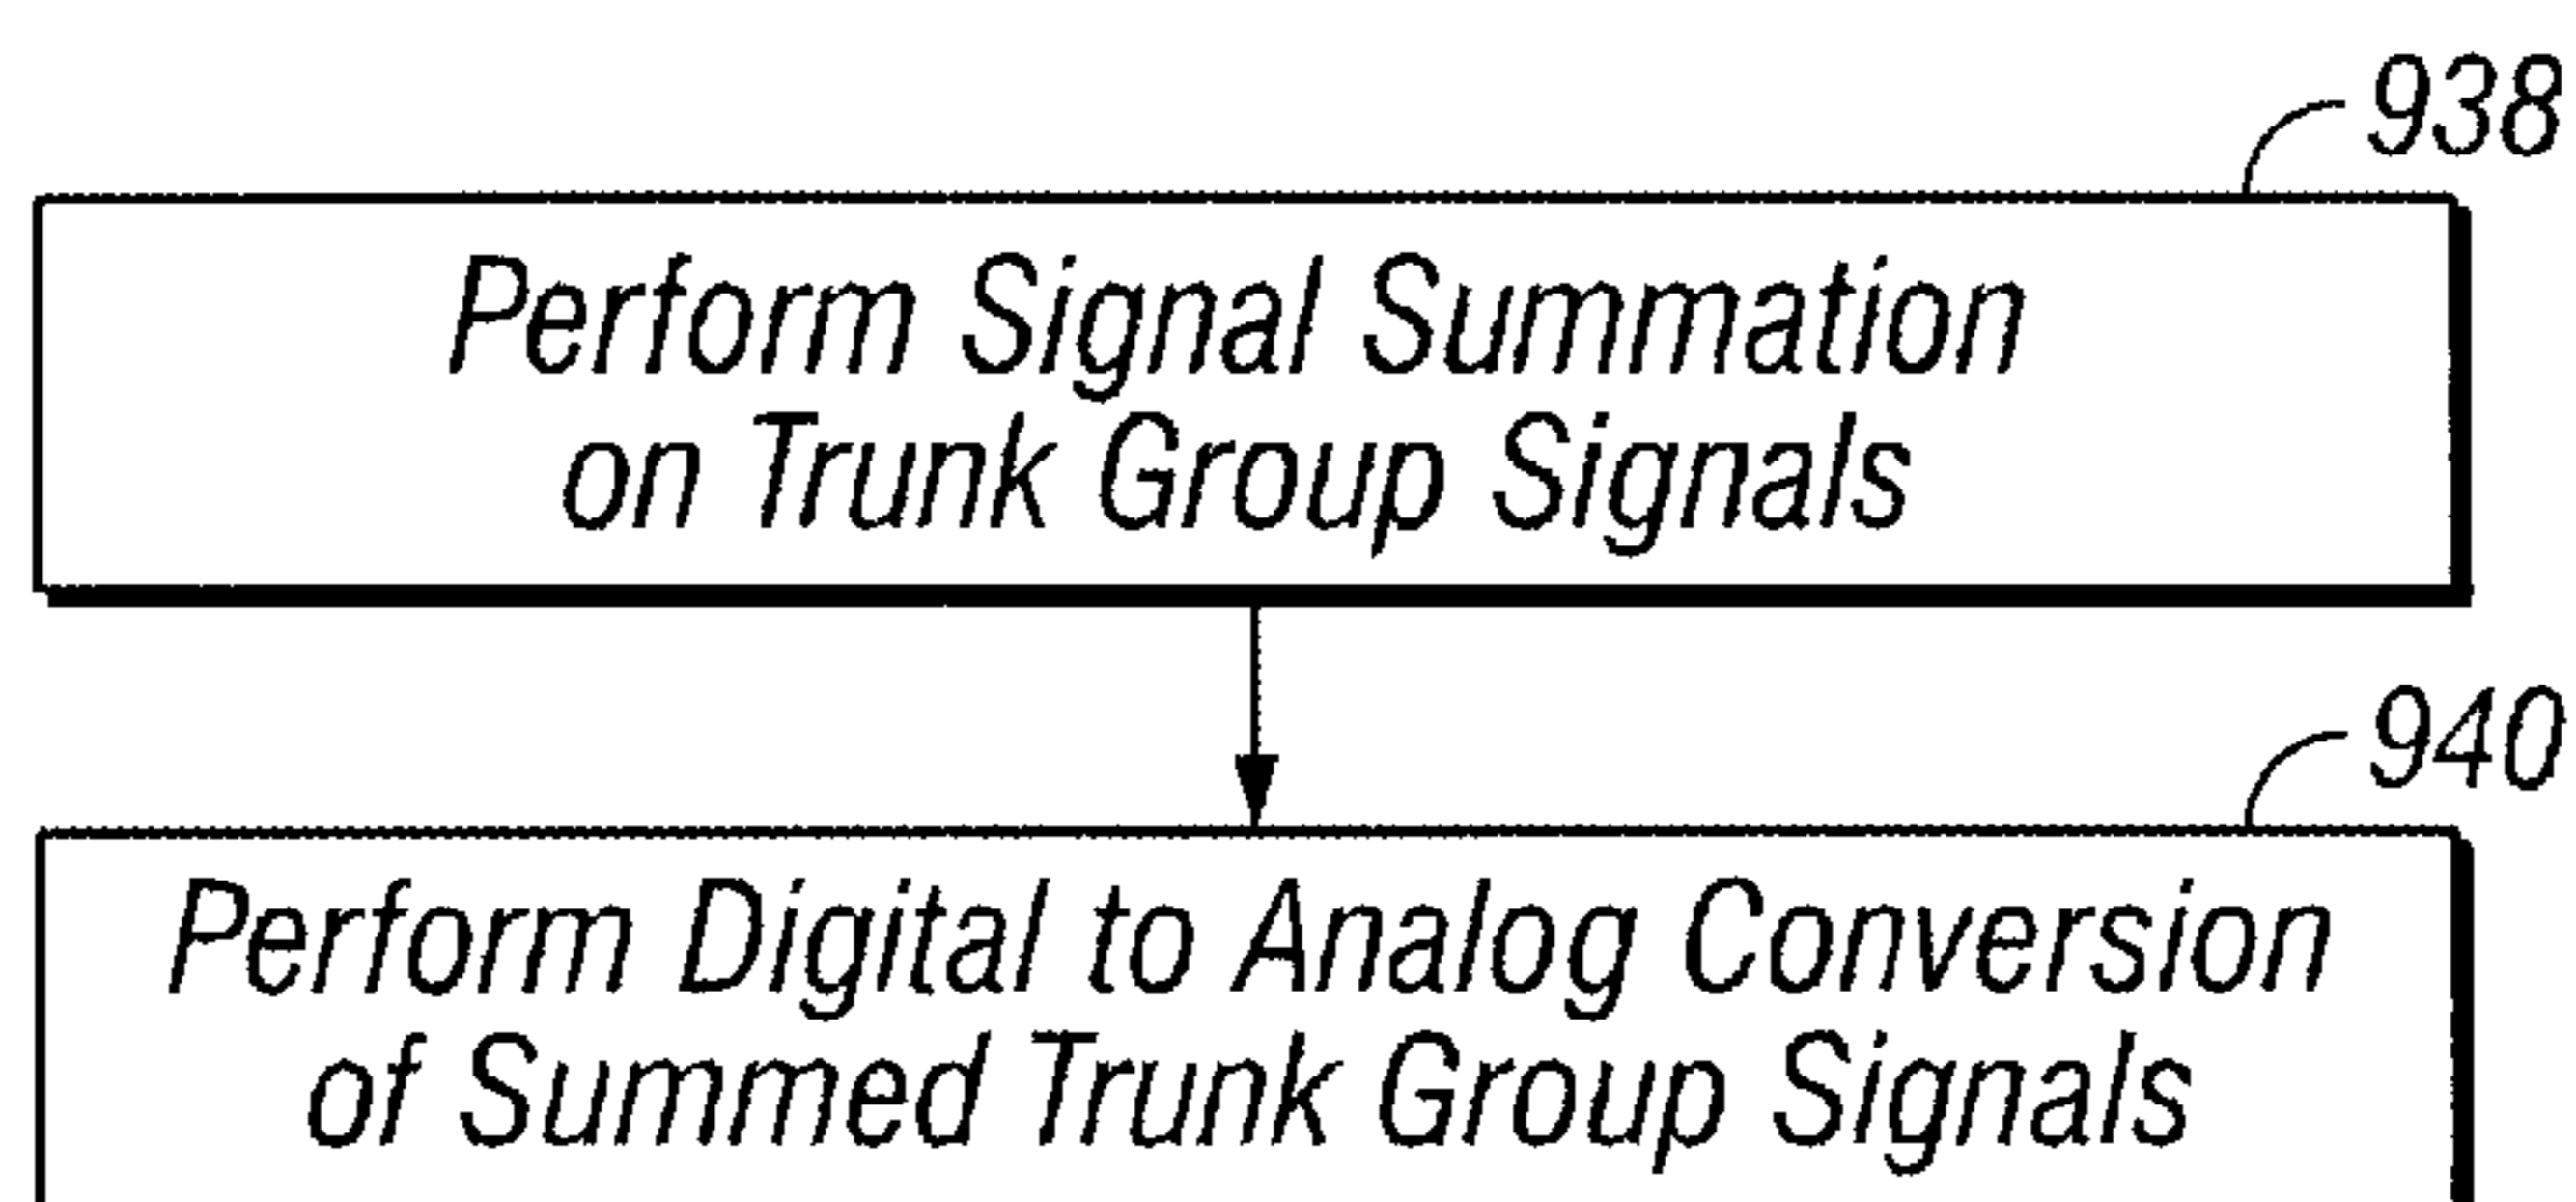 938
Perform Signal Summation
on Trunk Group Signals
940
Perform Digital to Analog Conversion
of Summed Trunk Group Signals